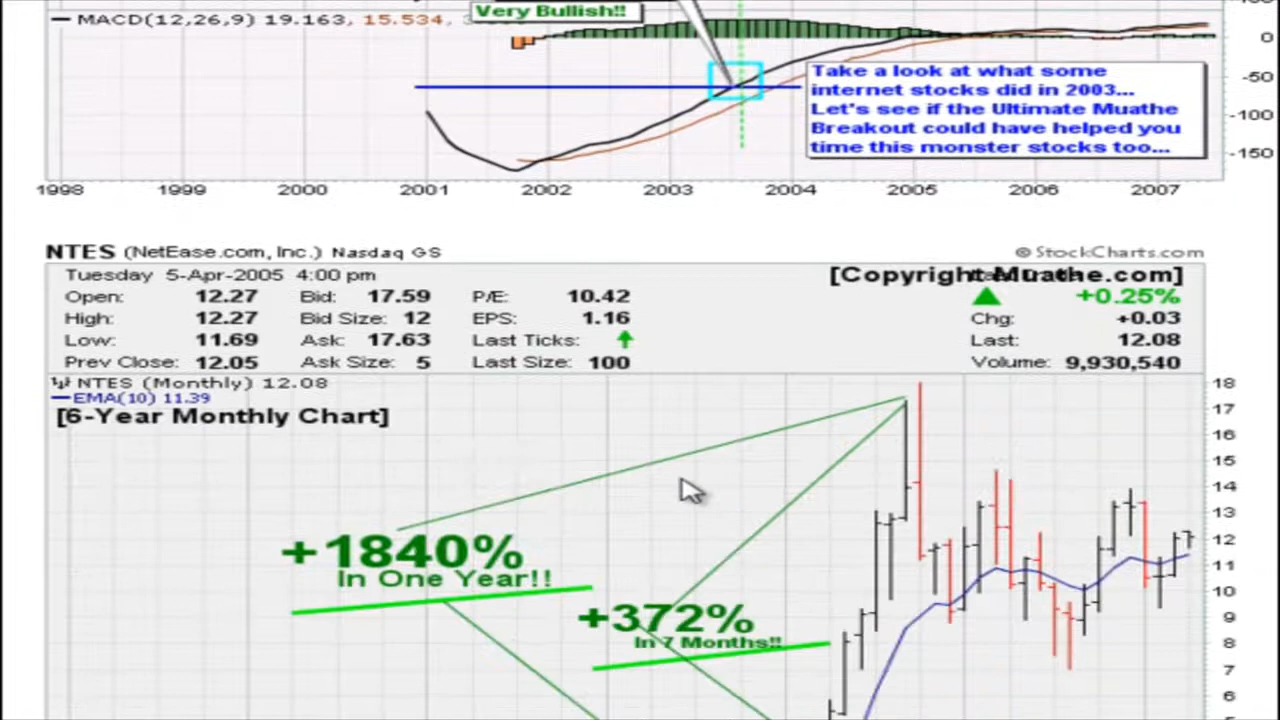 MACD(12,26,9) 19.163, 15.534,
Very Bullish!!
0
-50
-100
-150
Take a look at what some
internet stocks did in 2003...
Let's see if the Ultimate Muathe
Breakout could have helped you
time this monster stocks too...
1998 1999 2000 2001 2002 2003 2004 2005 2006 2007
NTES (NetEase.com, Inc.) Nasdaq GS © StockCharts.com
Tuesday 5-Apr-2005 4:00 pm [Copyright Muathe.com]
Open: 12.27 Bid: 17.59 P/E: 10.42 +0.25%
High: 12.27 Bid Size: 12 EPS: 1.16 Chg: +0.03
Low: 11.69 Ask: 17.63 Last Ticks: Last: 12.08
Prev Close: 12.05 Ask Size: 5 Last Size: 100 Volume: 9,930,540
NTES (Monthly) 12.08
EMA(10) 11.39
[6-Year Monthly Chart]
18
17
16
15
14
13
12
11
10
9
8
7
6
+1840%
In One Year!!
+372%
In 7 Months!!